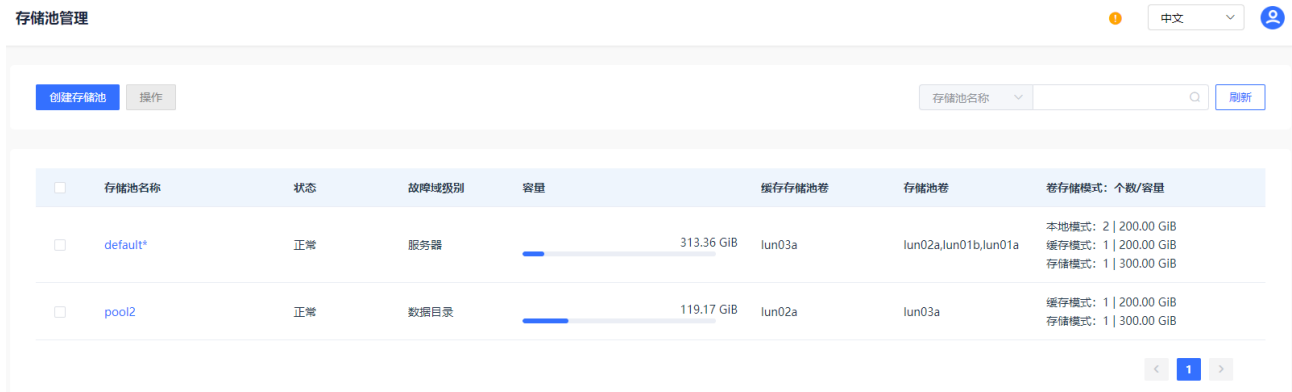 存储池管理
中文
创建存储池 操作 存储池名称 刷新
存储池名称 状态 故障域级别 容量 缓存存储池卷 存储池卷 卷存储模式：个数/容量
default* 正常 服务器 313.36 GiB lun03a lun02a,lun01b,lun01a
本地模式：2 | 200.00 GiB
缓存模式：1 | 200.00 GiB
存储模式：1 | 300.00 GiB
pool2 正常 数据目录 119.17 GiB lun02a lun03a
缓存模式：1 | 200.00 GiB
存储模式：1 | 300.00 GiB
1